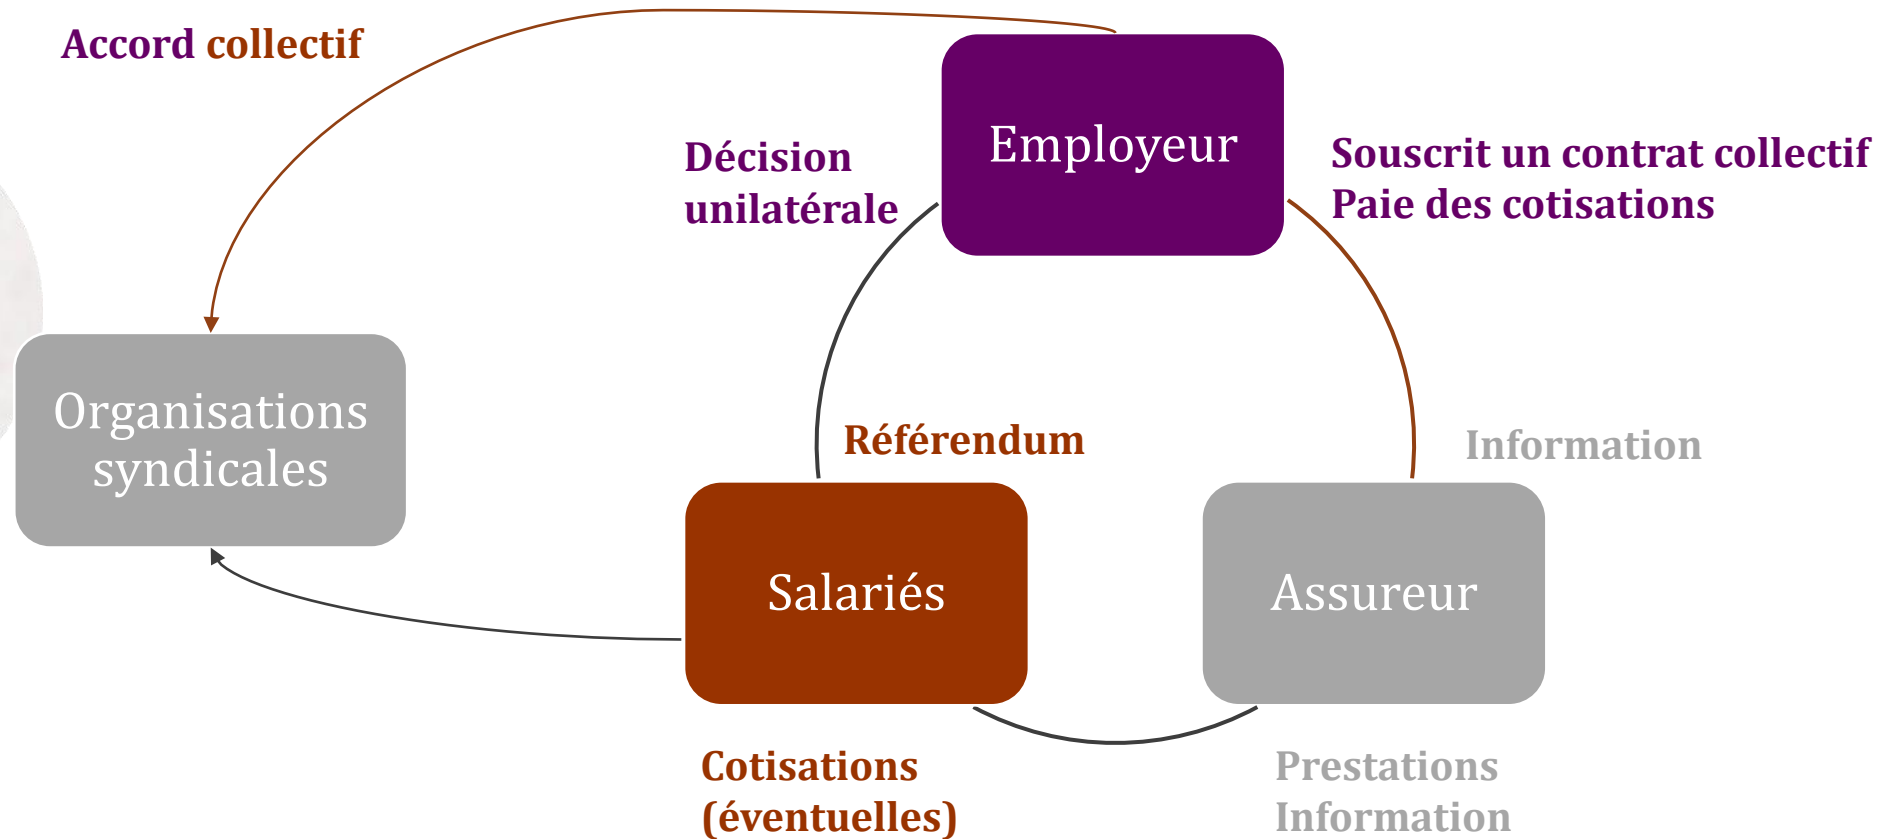 Accord collectif
Employeur
Décision
unilatérale
Souscrit un contrat collectif
Paie des cotisations
Organisations
syndicales
Référendum
Information
Salariés
Assureur
Cotisations
(éventuelles)
Prestations
Information